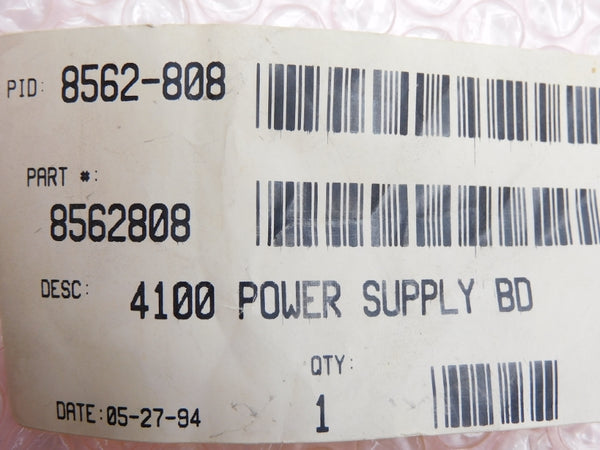 PID: 8562-808
PART #:
8562808
DESC: 4100 POWER SUPPLY BD
QTY:
1
DATE:05-27-94